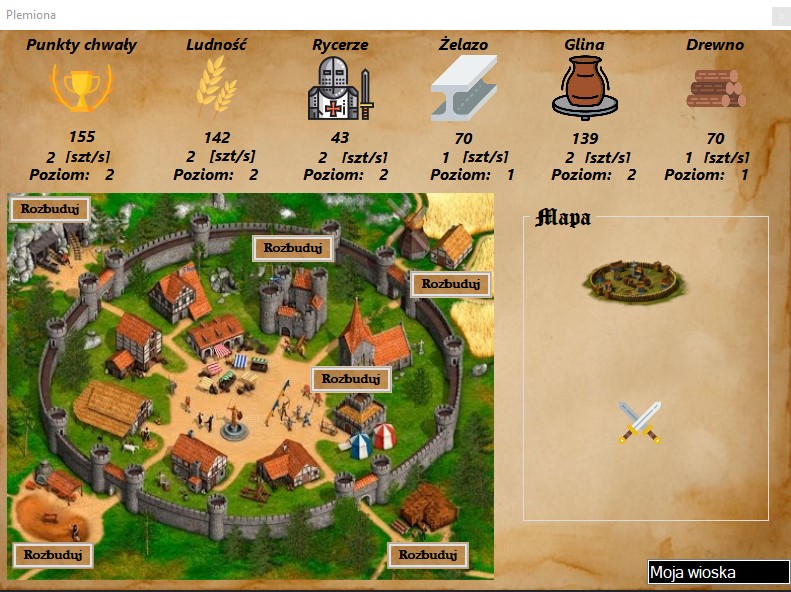 Plemiona
Punkty chwały Ludność Rycerze Żelazo Glina Drewno
155 142 43 70 139 70
2 [szt/s] 2 [szt/s] 2 [szt/s] 1 [szt/s] 2 [szt/s] 1 [szt/s]
Poziom: 2 Poziom: 2 Poziom: 2 Poziom: 1 Poziom: 2 Poziom: 1
Rozbuduj
Mapa
Rozbuduj
Rozbuduj
Rozbuduj
Rozbuduj Rozbuduj
Moja wioska